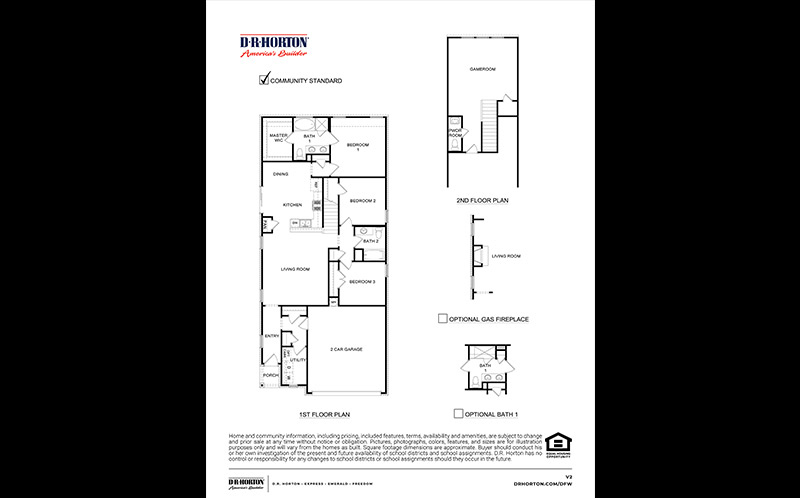 D·R·HORTON®
America's Builder
COMMUNITY STANDARD
MASTER
WIC
BATH
1
BEDROOM
1
DINING
REF
KITCHEN
BEDROOM 2
PAN
BATH 2
LIVING ROOM
BEDROOM 3
ENTRY
UTILITY
2 CAR GARAGE
PORCH
1ST FLOOR PLAN
GAMEROOM
PWDR
ROOM
2ND FLOOR PLAN
LIVING ROOM
OPTIONAL GAS FIREPLACE
BATH
1
OPTIONAL BATH 1
Home and community information, including pricing, included features, terms, availability and amenities, are subject to change
and prior sale at any time without notice or obligation. Pictures, photographs, colors, features, and sizes are for illustration
purposes only and will vary from the homes as built. Square footage dimensions are approximate. Buyer should conduct his
or her own investigation of the present and future availability of school districts and school assignments. D.R. Horton has no
control or responsibility for any changes to school districts or school assignments should they occur in the future.
EQUAL HOUSING
OPPORTUNITY
V2
D·R·HORTON
America's Builder
D.R. HORTON • EXPRESS • EMERALD • FREEDOM
DRHORTON.COM/DFW